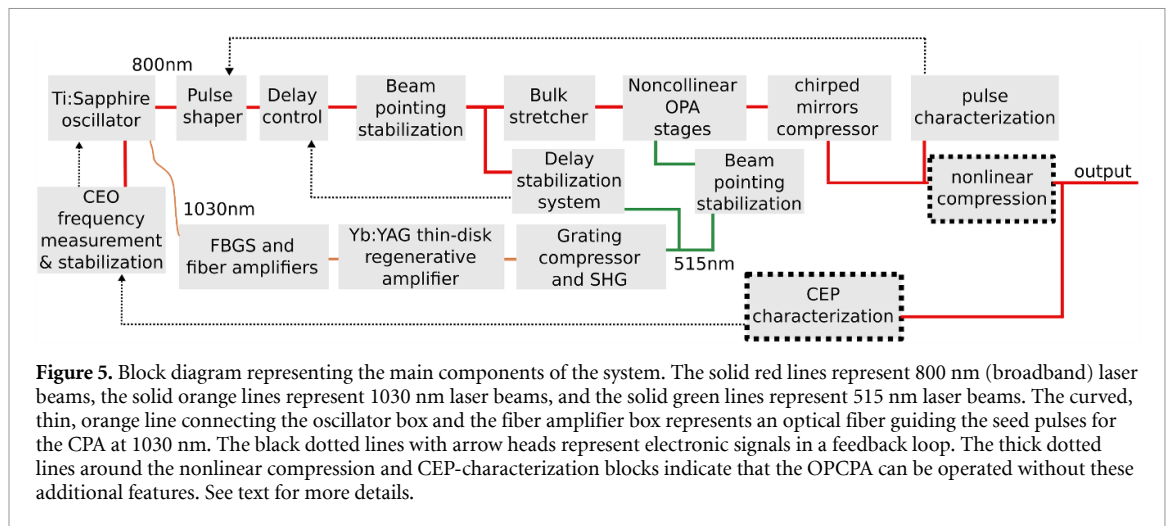 800nm
Ti:Sapphire
oscillator
Pulse
shaper
Delay
control
Beam
pointing
stabilization
Bulk
stretcher
Noncollinear
OPA
stages
chirped
mirrors
compressor
pulse
characterization
Delay
stabilization
system
Beam
pointing
stabilization
nonlinear
compression
output
CEO
frequency
measurement
& stabilization
1030nm
FBGS and
fiber amplifiers
Yb:YAG thin-disk
regenerative
amplifier
Grating
compressor
and SHG
515nm
CEP
characterization
Figure 5. Block diagram representing the main components of the system. The solid red lines represent 800 nm (broadband) laser
beams, the solid orange lines represent 1030 nm laser beams, and the solid green lines represent 515 nm laser beams. The curved,
thin, orange line connecting the oscillator box and the fiber amplifier box represents an optical fiber guiding the seed pulses for
the CPA at 1030 nm. The black dotted lines with arrow heads represent electronic signals in a feedback loop. The thick dotted
lines around the nonlinear compression and CEP-characterization blocks indicate that the OPCPA can be operated without these
additional features. See text for more details.